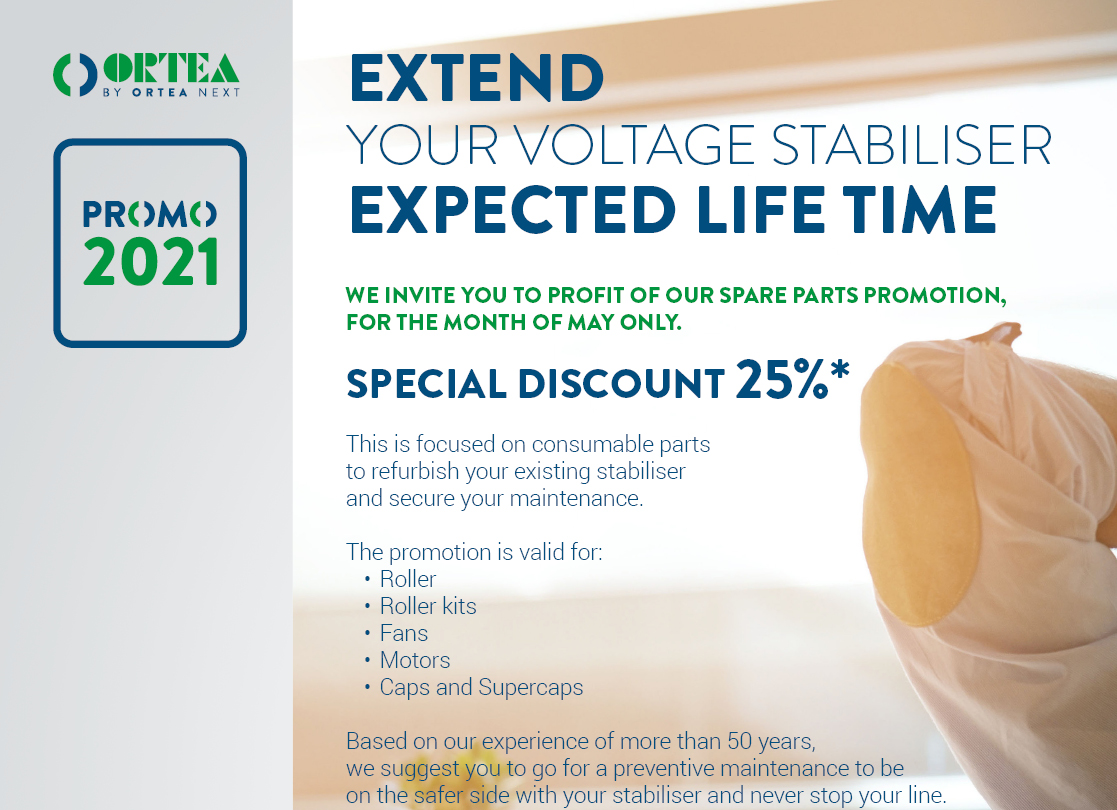 ORTEA
BY ORTEA NEXT
PROMO
2021
EXTEND
YOUR VOLTAGE STABILISER
EXPECTED LIFE TIME
WE INVITE YOU TO PROFIT OF OUR SPARE PARTS PROMOTION,
FOR THE MONTH OF MAY ONLY.
SPECIAL DISCOUNT 25%*
This is focused on consumable parts
to refurbish your existing stabiliser
and secure your maintenance.
The promotion is valid for:
• Roller
• Roller kits
• Fans
• Motors
• Caps and Supercaps
Based on our experience of more than 50 years,
we suggest you to go for a preventive maintenance to be
on the safer side with your stabiliser and never stop your line.